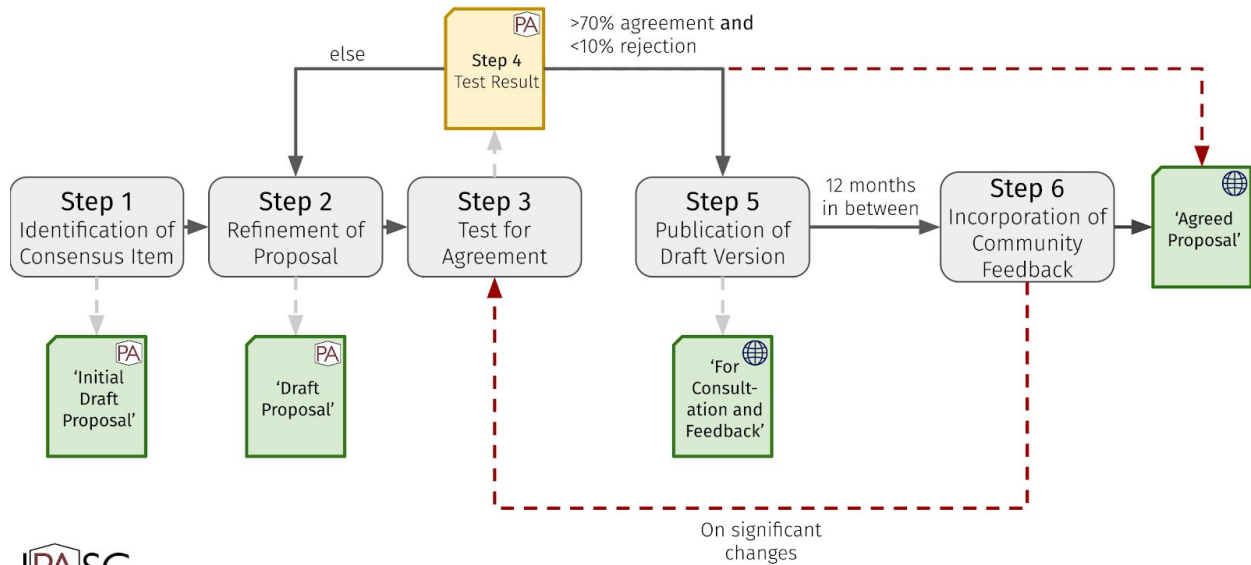 PA
>70% agreement and
<10% rejection
else
Step 4
Test Result
Step 1
Identification of
Consensus Item
Step 2
Refinement of
Proposal
Step 3
Test for
Agreement
Step 5
Publication of
Draft Version
12 months
in between
Step 6
Incorporation of
Community
Feedback
‘Agreed
Proposal’
PA
‘Initial
Draft
Proposal’
PA
‘Draft
Proposal’
‘For
Consult-
ation and
Feedback’
On significant
changes
IPASC